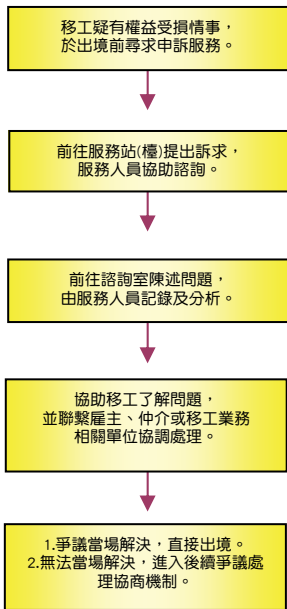 移工疑有權益受損情事，
於出境前尋求申訴服務。
前往服務站(檯)提出訴求，
服務人員協助諮詢。
前往諮詢室陳述問題，
由服務人員記錄及分析。
協助移工了解問題，
並聯繫雇主、仲介或移工業務
相關單位協調處理。
1.爭議當場解決，直接出境。
2.無法當場解決，進入後續爭議處
理協商機制。